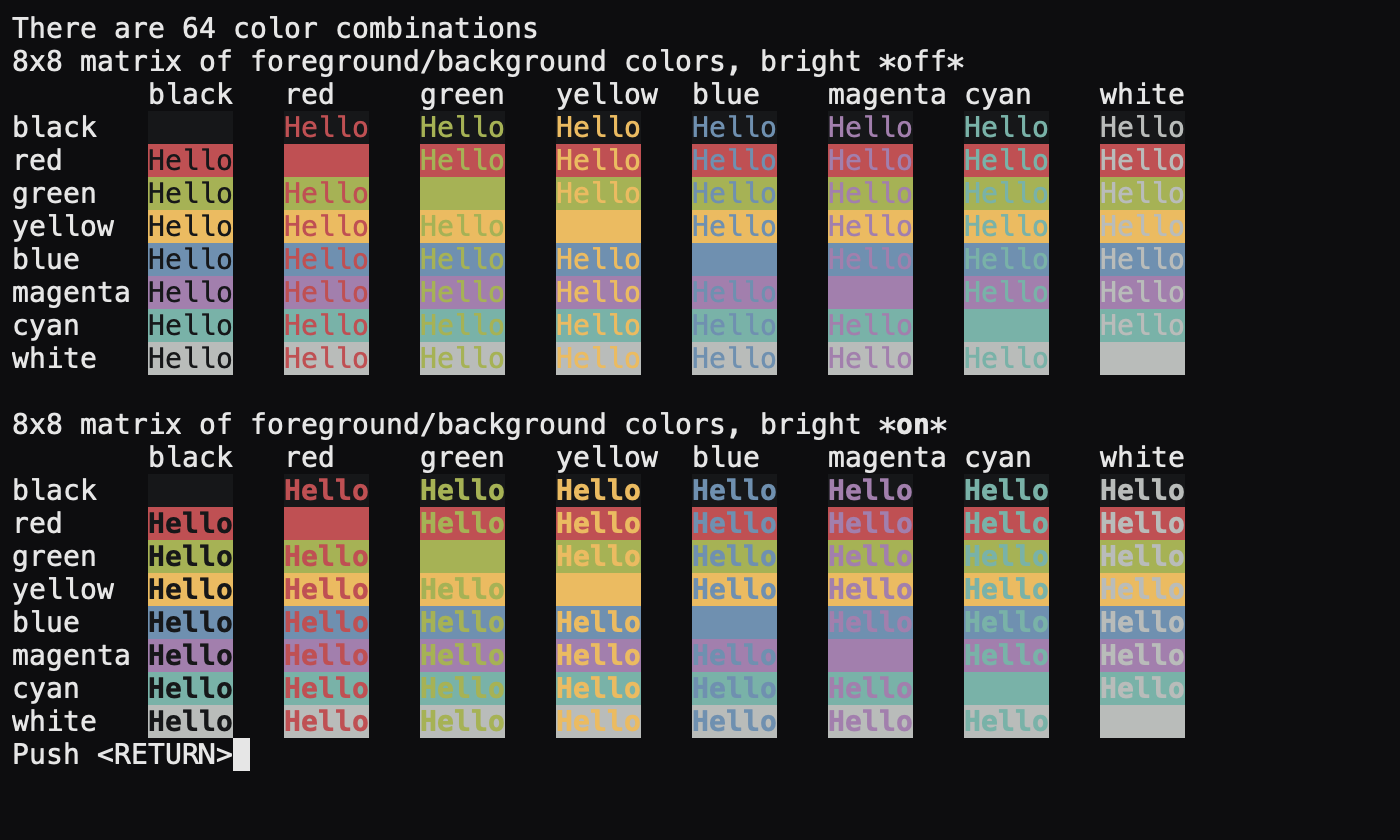 There are 64 color combinations
8x8 matrix of foreground/background colors, bright *off*
black red green yellow blue magenta cyan white
black Hello Hello Hello Hello Hello Hello Hello
red Hello Hello Hello Hello Hello Hello Hello
green Hello Hello Hello Hello Hello Hello Hello
yellow Hello Hello Hello Hello Hello Hello Hello
blue Hello Hello Hello Hello Hello Hello Hello
magenta Hello Hello Hello Hello Hello Hello Hello
cyan Hello Hello Hello Hello Hello Hello Hello
white Hello Hello Hello Hello Hello Hello Hello
8x8 matrix of foreground/background colors, bright *on*
black red green yellow blue magenta cyan white
black Hello Hello Hello Hello Hello Hello Hello
red Hello Hello Hello Hello Hello Hello Hello
green Hello Hello Hello Hello Hello Hello Hello
yellow Hello Hello Hello Hello Hello Hello Hello
blue Hello Hello Hello Hello Hello Hello Hello
magenta Hello Hello Hello Hello Hello Hello Hello
cyan Hello Hello Hello Hello Hello Hello Hello
white Hello Hello Hello Hello Hello Hello Hello
Push <RETURN>